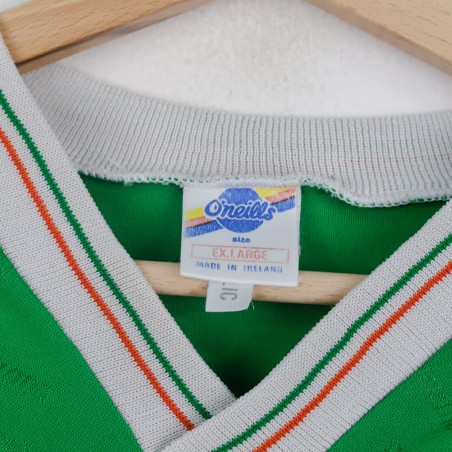 O'neills
size
EX.LARGE
MADE IN IRELAND